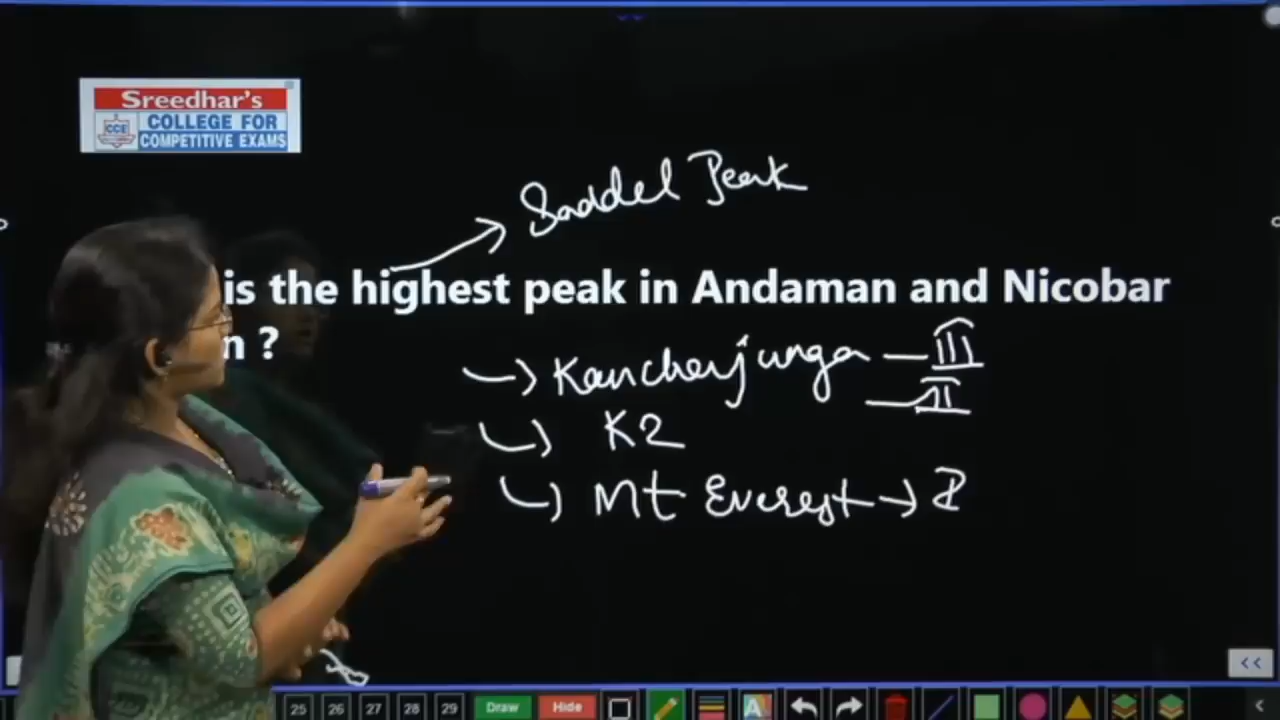 Sreedhar's
CCE
COLLEGE FOR
COMPETITIVE EXAMS
Saddel Peak
is the highest peak in Andaman and Nicobar
n ?
→ Kancherjunga — III
— II
→ K2
→ Mt Everest → I
25 26 27 28 29 Draw Hide A <<
<